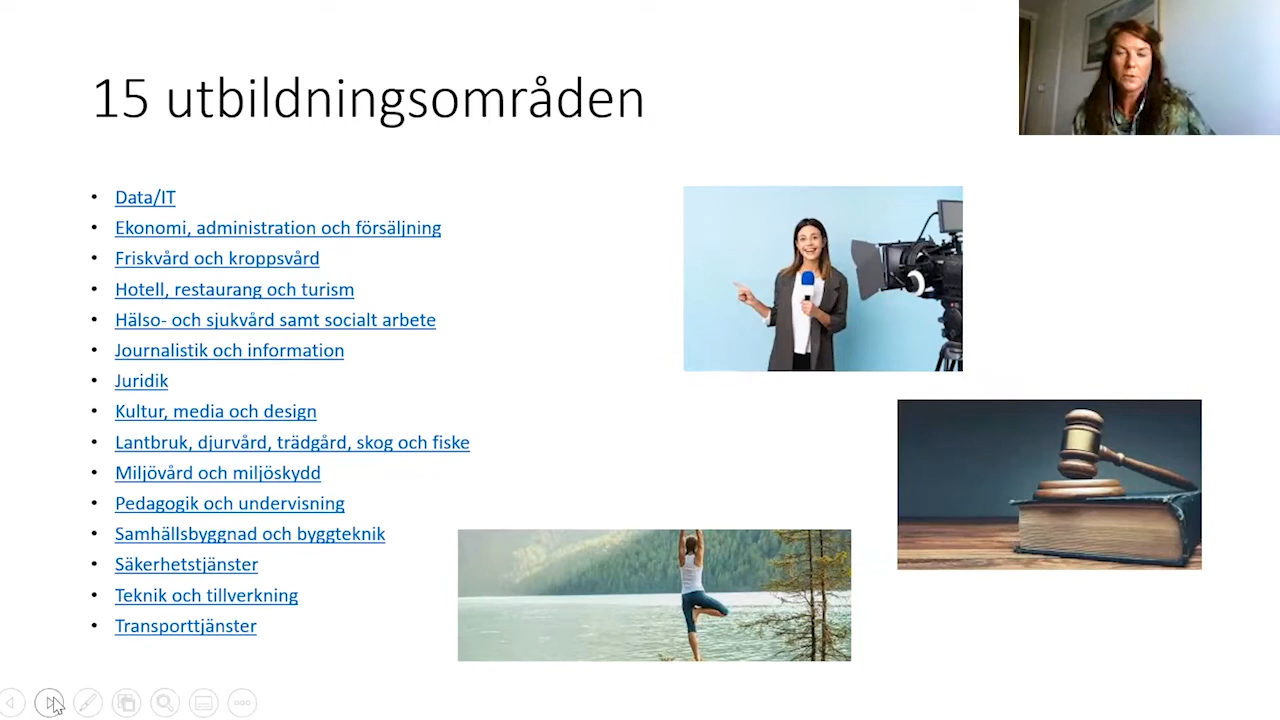 15 utbildningsområden
• Data/IT
• Ekonomi, administration och försäljning
• Friskvård och kroppsvård
• Hotell, restaurang och turism
• Hälso- och sjukvård samt socialt arbete
• Journalistik och information
• Juridik
• Kultur, media och design
• Lantbruk, djurvård, trädgård, skog och fiske
• Miljövård och miljöskydd
• Pedagogik och undervisning
• Samhällsbyggnad och byggteknik
• Säkerhetstjänster
• Teknik och tillverkning
• Transporttjänster